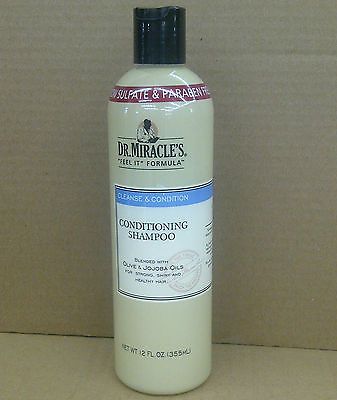 SULFATE & PARABEN
DR. MIRACLE'S.
"FEEL IT" FORMULA
CLEANSE & CONDITION
CONDITIONING
SHAMPOO
BLENDED WITH
OLIVE & JOJOBA OILS
FOR STRONG, SHINY AND
HEALTHY HAIR
NET WT 12 FL. OZ. (355mL)